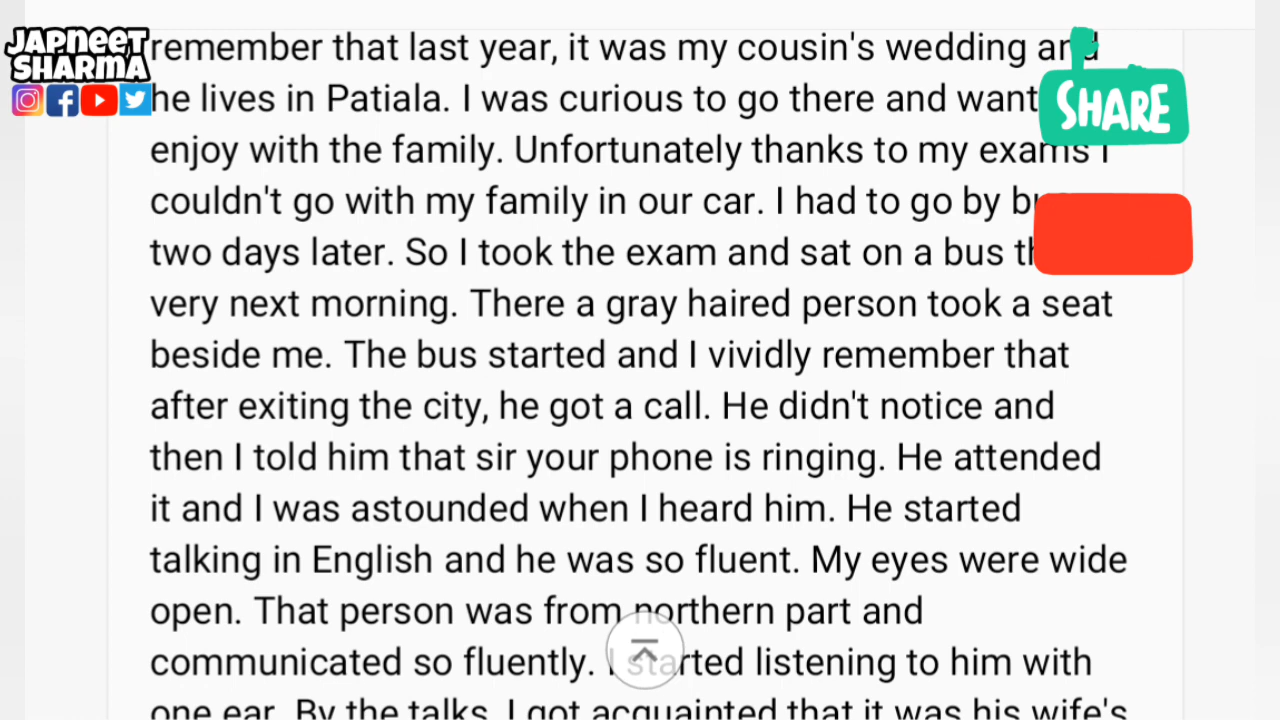 JAPNEET
SHARMA
SHARE
remember that last year, it was my cousin's wedding and
he lives in Patiala. I was curious to go there and want
enjoy with the family. Unfortunately thanks to my exams I
couldn't go with my family in our car. I had to go by
two days later. So I took the exam and sat on a bus
very next morning. There a gray haired person took a seat
beside me. The bus started and I vividly remember that
after exiting the city, he got a call. He didn't notice and
then I told him that sir your phone is ringing. He attended
it and I was astounded when I heard him. He started
talking in English and he was so fluent. My eyes were wide
open. That person was from northern part and
communicated so fluently. I started listening to him with
one ear. By the talks, I got acquainted that it was his wife's